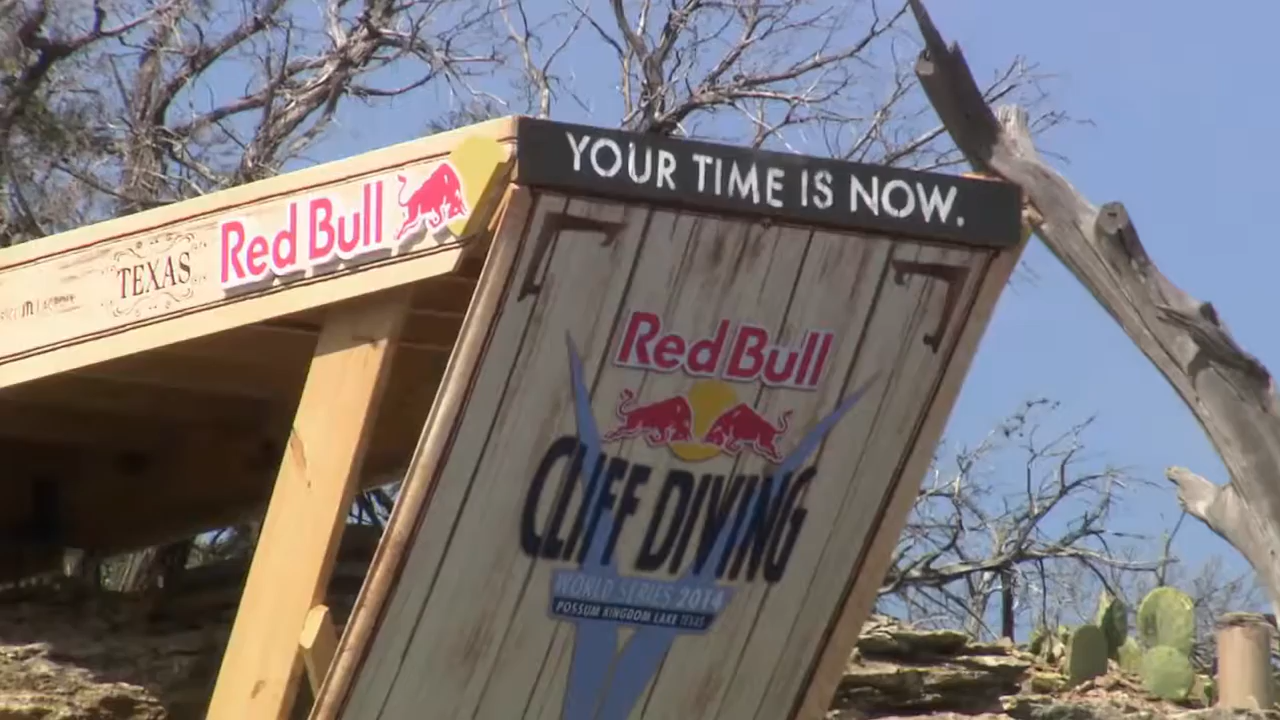 YOUR TIME IS NOW.
Red Bull
TEXAS
Red Bull
CLIFF DIVING
WORLD SERIES 2014
POSSUM KINGDOM LAKE TEXAS